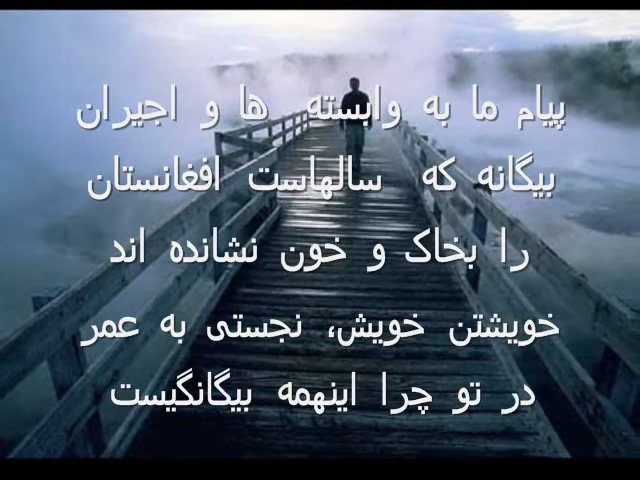 پیام ما به وابسته ها و اجیران
بیگانه که سالهاست افغانستان
را بخاک و خون نشانده اند
خویشتن خویش، نجستی به عمر
در تو چرا اینهمه بیگانگیست